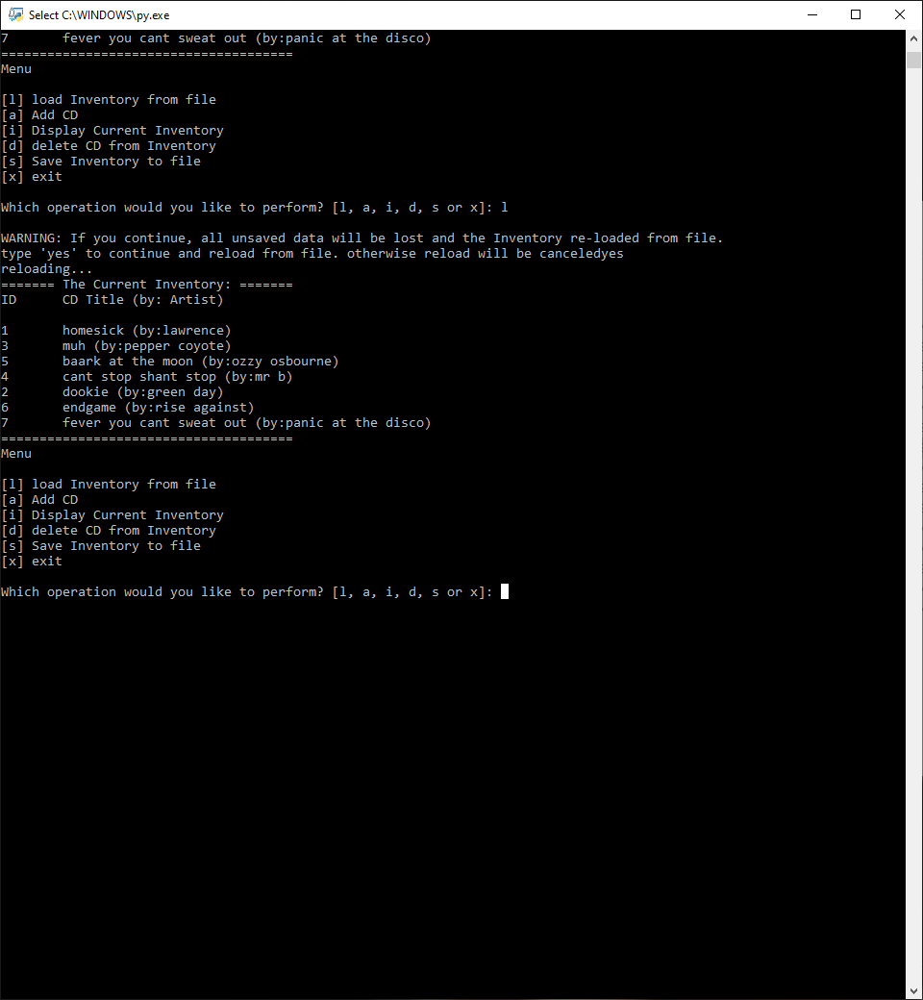 Select C:\WINDOWS\py.exe
7       fever you cant sweat out (by:panic at the disco)
======================================
Menu
[l] load Inventory from file
[a] Add CD
[i] Display Current Inventory
[d] delete CD from Inventory
[s] Save Inventory to file
[x] exit
Which operation would you like to perform? [l, a, i, d, s or x]: l
WARNING: If you continue, all unsaved data will be lost and the Inventory re-loaded from file.
type 'yes' to continue and reload from file. otherwise reload will be canceledyes
reloading...
======= The Current Inventory: =======
ID      CD Title (by: Artist)
1       homesick (by:lawrence)
3       muh (by:pepper coyote)
5       baark at the moon (by:ozzy osbourne)
4       cant stop shant stop (by:mr b)
2       dookie (by:green day)
6       endgame (by:rise against)
7       fever you cant sweat out (by:panic at the disco)
======================================
Menu
[l] load Inventory from file
[a] Add CD
[i] Display Current Inventory
[d] delete CD from Inventory
[s] Save Inventory to file
[x] exit
Which operation would you like to perform? [l, a, i, d, s or x]: